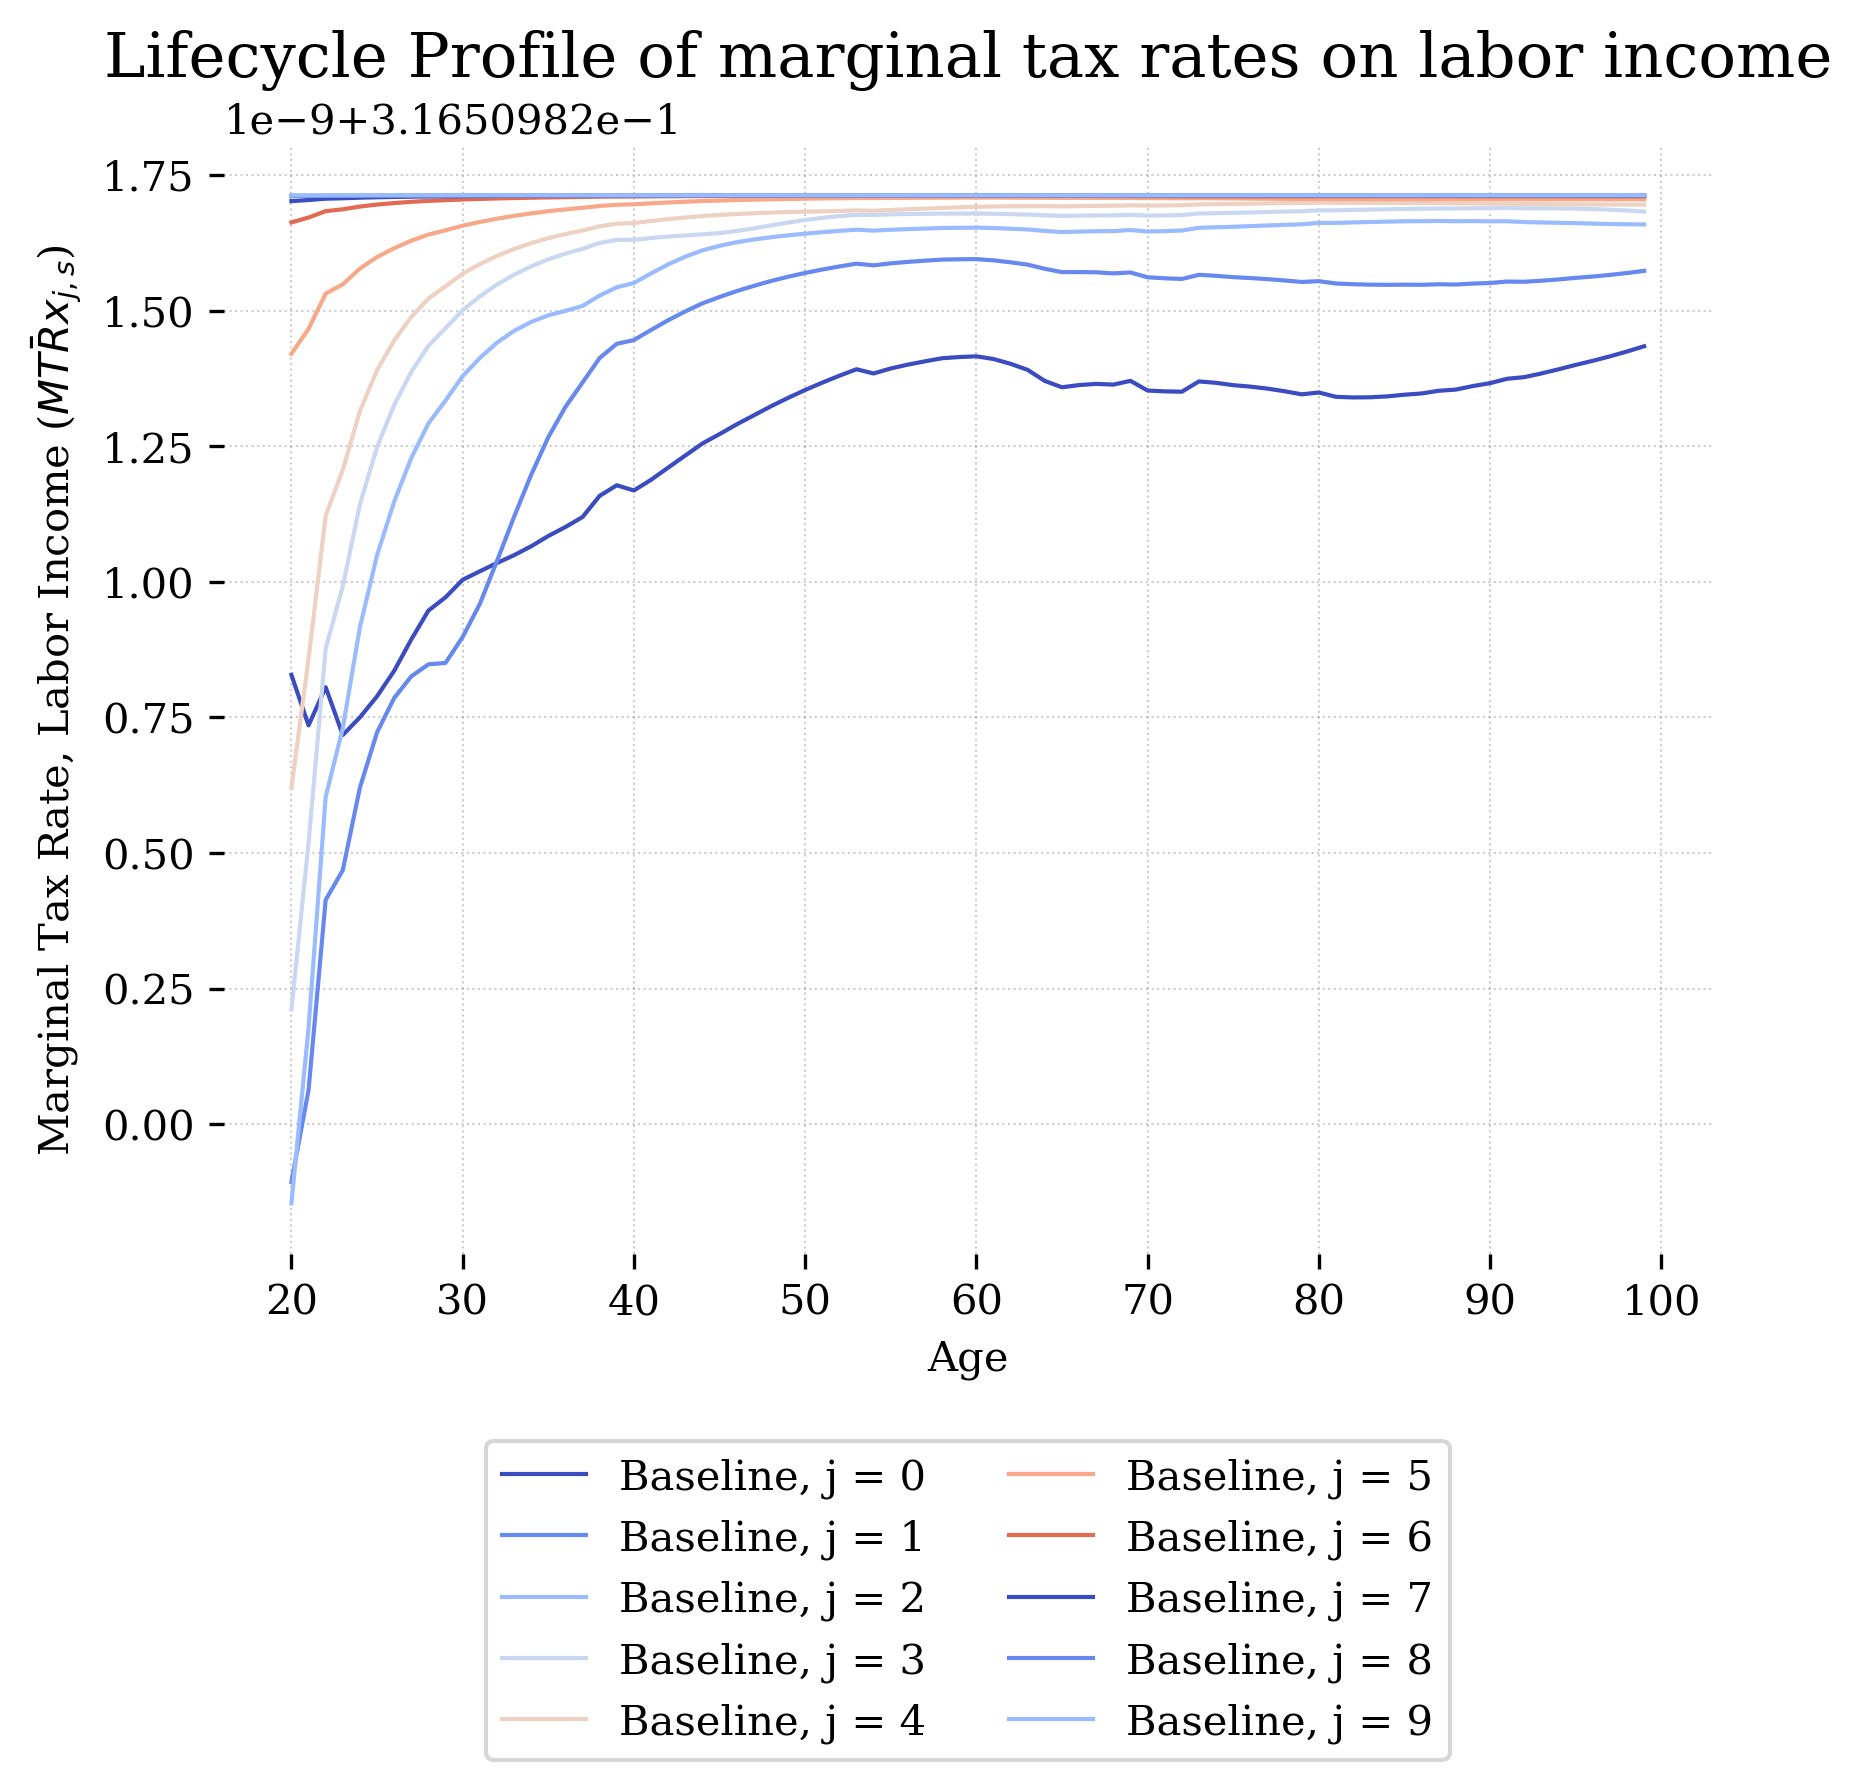 Lifecycle Profile of marginal tax rates on labor income
1e−9+3.1650982e−1
1.75
1.50
1.25
1.00
0.75
0.50
0.25
0.00
Marginal Tax Rate, Labor Income (MTR̄x_{j,s})
20 30 40 50 60 70 80 90 100
Age
Baseline, j = 0
Baseline, j = 1
Baseline, j = 2
Baseline, j = 3
Baseline, j = 4
Baseline, j = 5
Baseline, j = 6
Baseline, j = 7
Baseline, j = 8
Baseline, j = 9